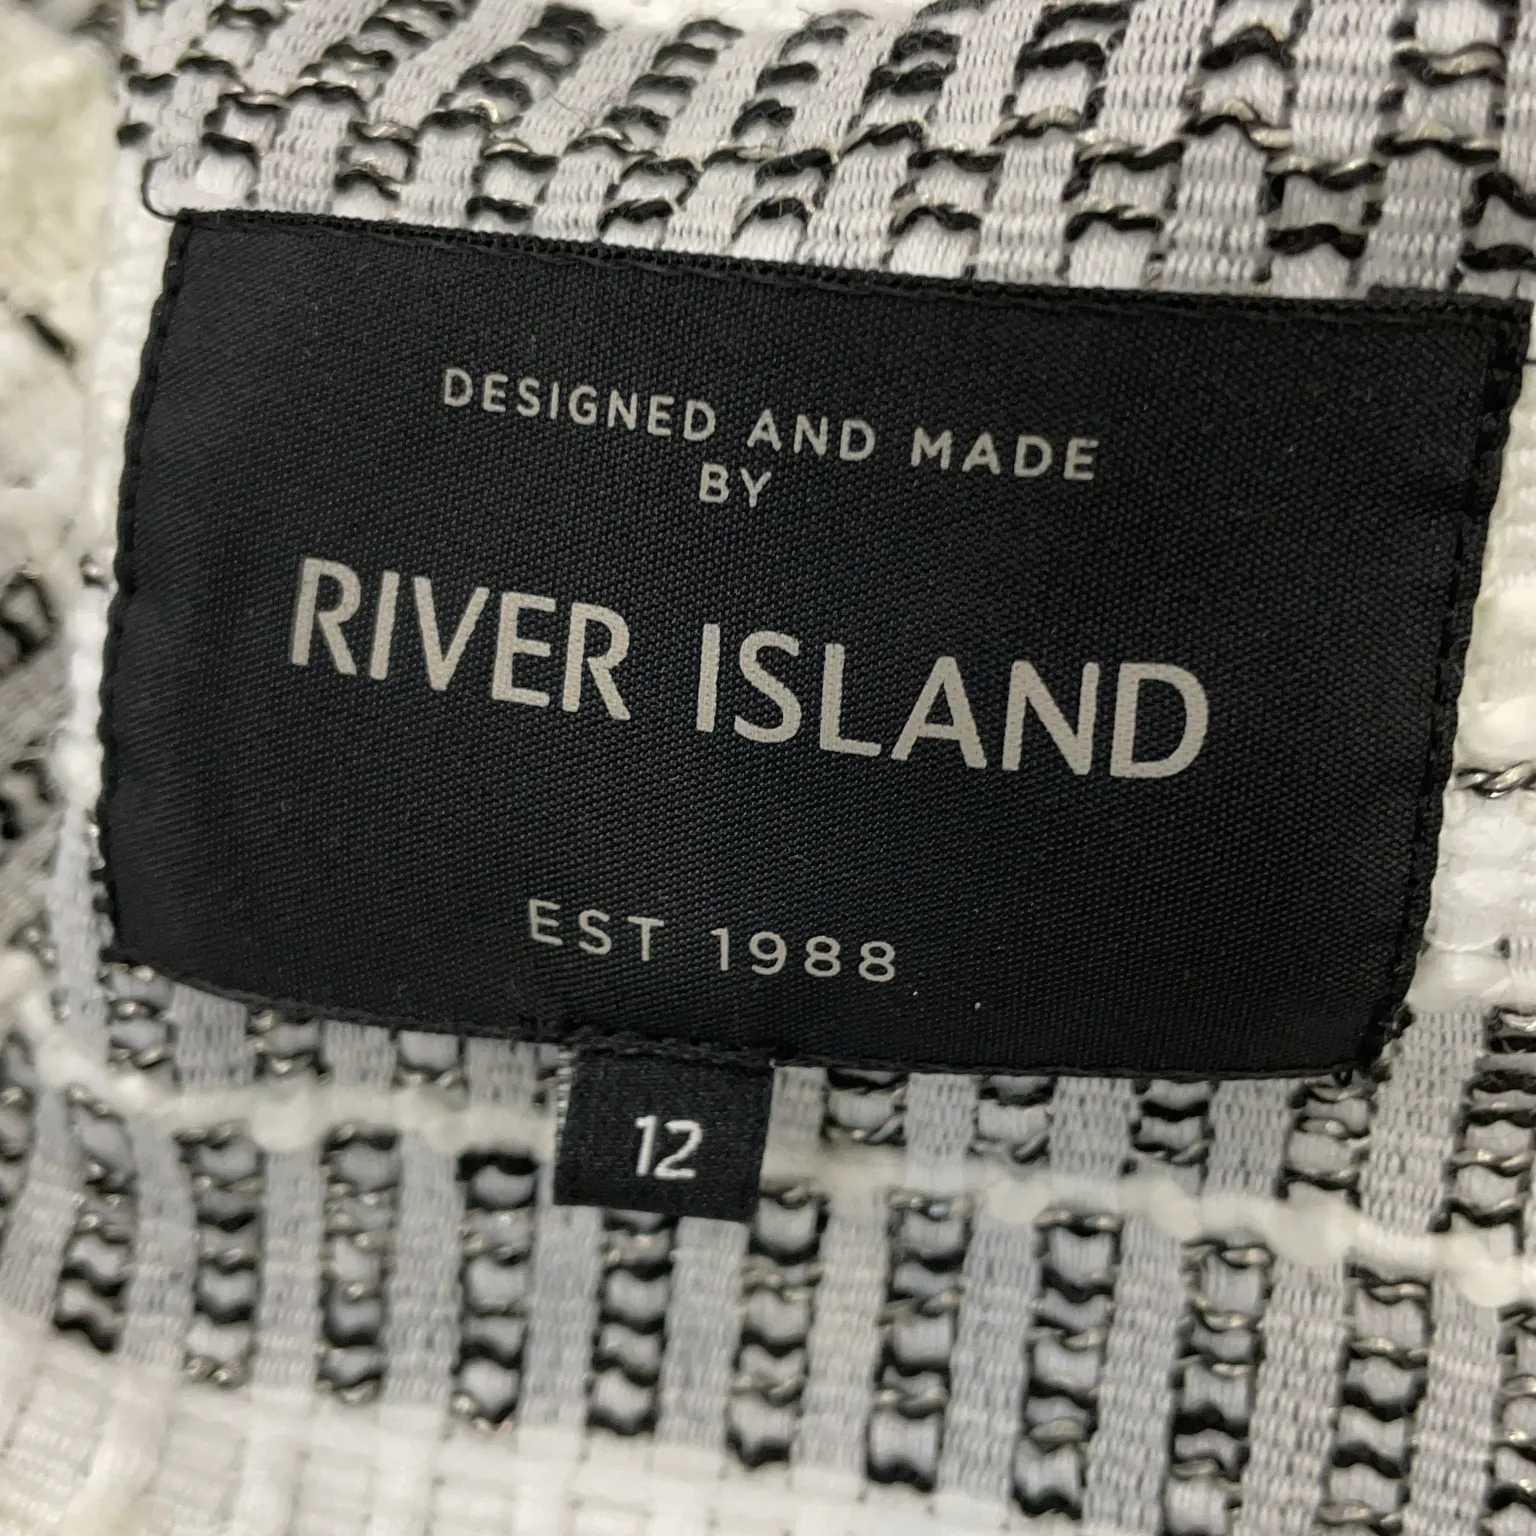 DESIGNED AND MADE
BY
RIVER ISLAND
EST 1988
12